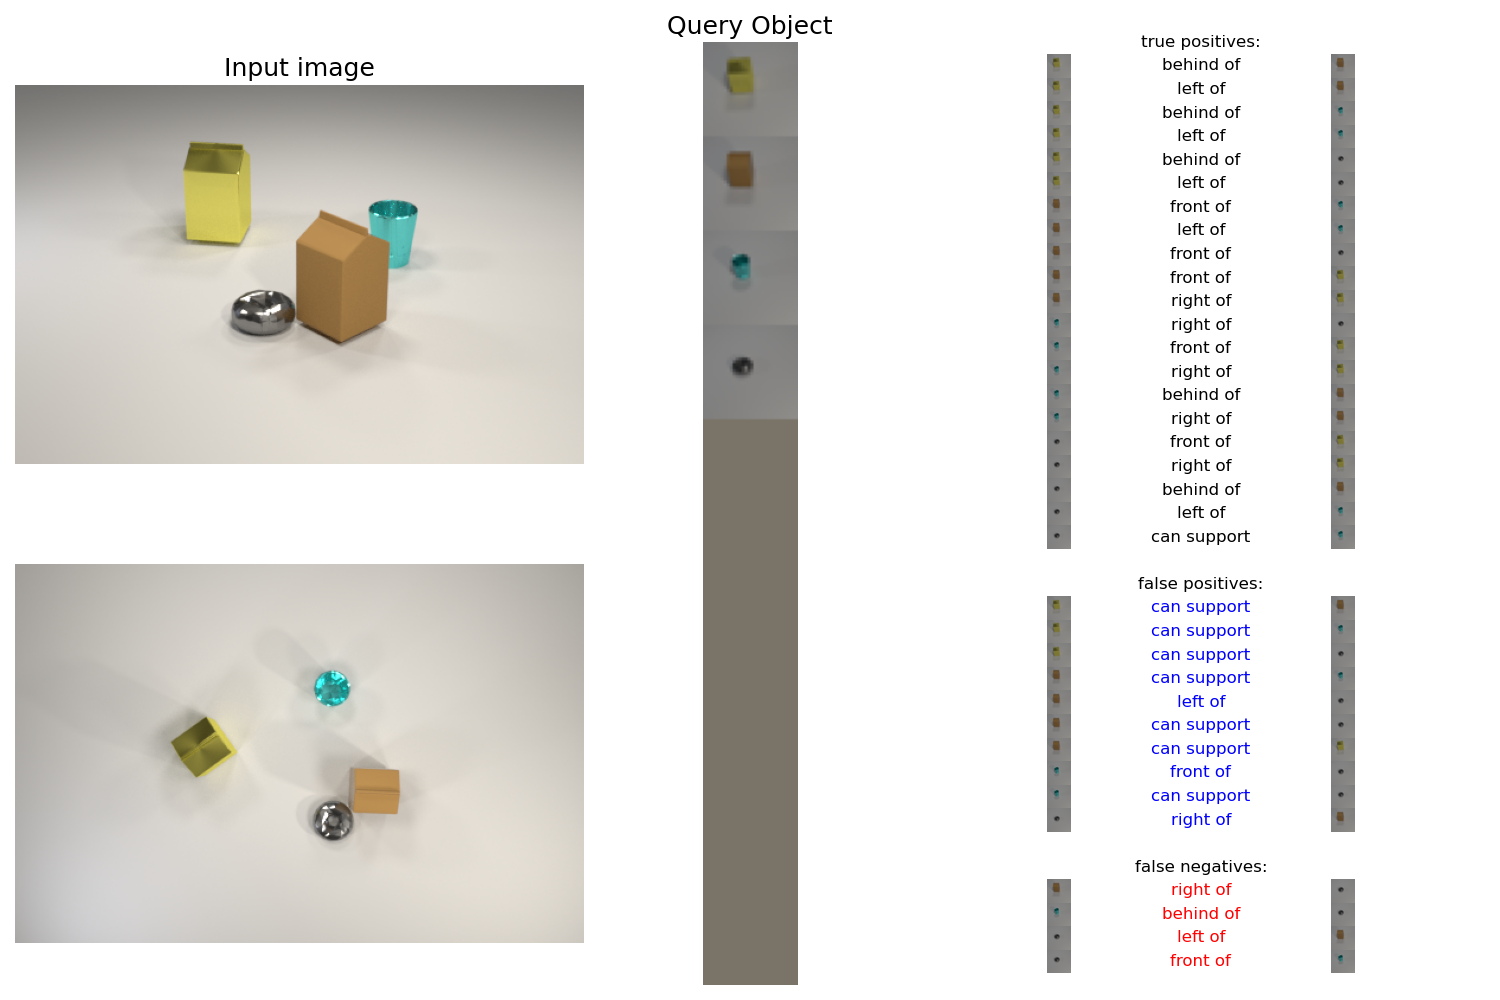 Query Object
Input image
true positives:
behind of
left of
behind of
left of
behind of
left of
front of
left of
front of
front of
right of
right of
front of
right of
behind of
right of
front of
right of
behind of
left of
can support
false positives:
can support
can support
can support
can support
left of
can support
can support
front of
can support
right of
false negatives:
right of
behind of
left of
front of